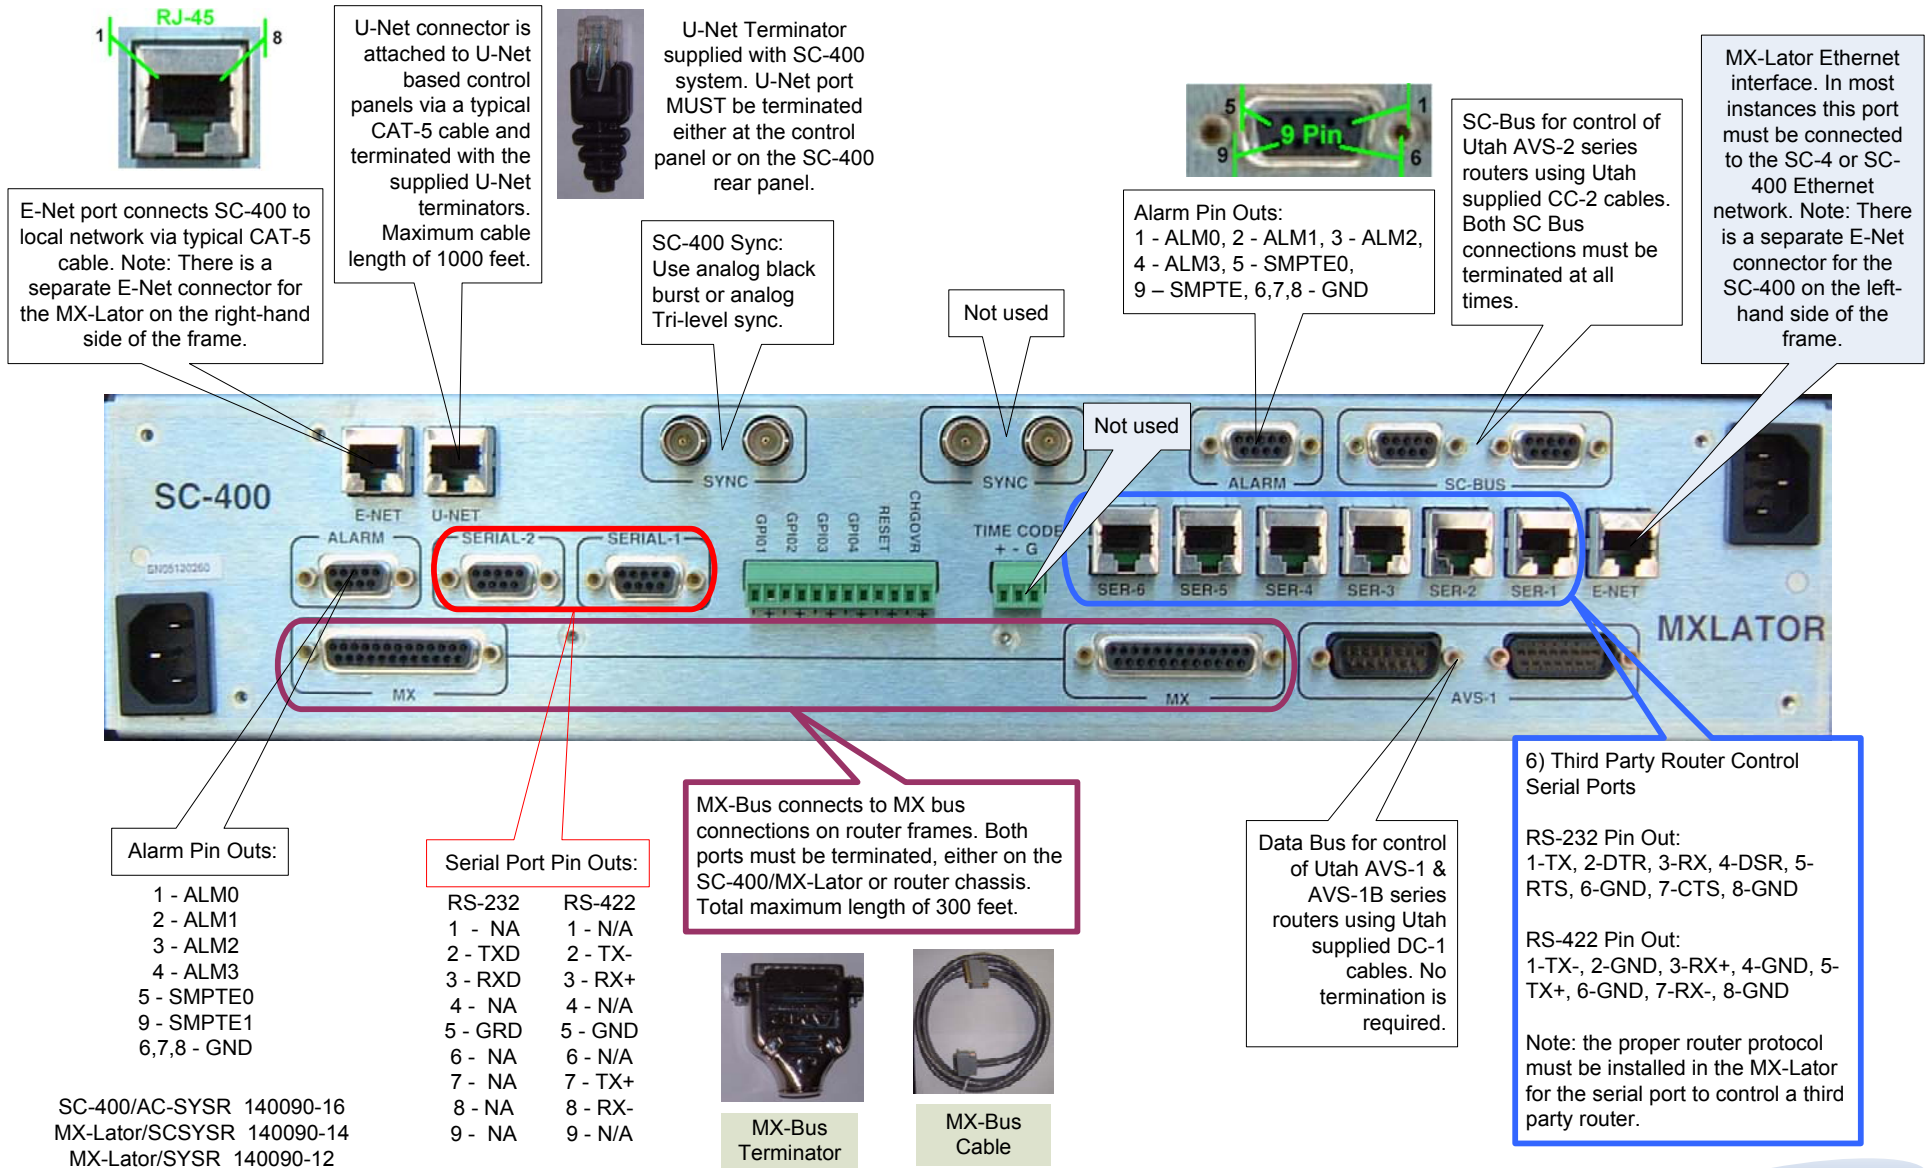 RJ-45
1
8
U-Net connector is
attached to U-Net
based control
panels via a typical
CAT-5 cable and
terminated with the
supplied U-Net
terminators.
Maximum cable
length of 1000 feet.
U-Net Terminator
supplied with SC-400
system. U-Net port
MUST be terminated
either at the control
panel or on the SC-400
rear panel.
5
1
9 Pin
9
6
SC-Bus for control of
Utah AVS-2 series
routers using Utah
supplied CC-2 cables.
Both SC Bus
connections must be
terminated at all
times.
MX-Lator Ethernet
interface. In most
instances this port
must be connected
to the SC-4 or SC-
400 Ethernet
network. Note: There
is a separate E-Net
connector for the
SC-400 on the left-
hand side of the
frame.
E-Net port connects SC-400 to
local network via typical CAT-5
cable. Note: There is a
separate E-Net connector for
the MX-Lator on the right-hand
side of the frame.
SC-400 Sync:
Use analog black
burst or analog
Tri-level sync.
Not used
Alarm Pin Outs:
1 - ALM0, 2 - ALM1, 3 - ALM2,
4 - ALM3, 5 - SMPTE0,
9 – SMPTE, 6,7,8 - GND
Not used
SC-400
E-NET
U-NET
SYNC
SYNC
ALARM
SC-BUS
ALARM
SERIAL-2
SERIAL-1
GPI01
GPI02
GPI03
GPI04
RESET
CHGOVR
TIME CODE
+ - G
SER-6
SER-5
SER-4
SER-3
SER-2
SER-1
E-NET
SN05120260
MXLATOR
MX
MX
AVS-1
Alarm Pin Outs:
1 - ALM0
2 - ALM1
3 - ALM2
4 - ALM3
5 - SMPTE0
9 - SMPTE1
6,7,8 - GND
SC-400/AC-SYSR 140090-16
MX-Lator/SCSYSR 140090-14
MX-Lator/SYSR 140090-12
Serial Port Pin Outs:
RS-232 RS-422
1 - NA 1 - N/A
2 - TXD 2 - TX-
3 - RXD 3 - RX+
4 - NA 4 - N/A
5 - GRD 5 - GND
6 - NA 6 - N/A
7 - NA 7 - TX+
8 - NA 8 - RX-
9 - NA 9 - N/A
MX-Bus connects to MX bus
connections on router frames. Both
ports must be terminated, either on the
SC-400/MX-Lator or router chassis.
Total maximum length of 300 feet.
MX-Bus
Terminator
MX-Bus
Cable
Data Bus for control
of Utah AVS-1 &
AVS-1B series
routers using Utah
supplied DC-1
cables. No
termination is
required.
6) Third Party Router Control
Serial Ports
RS-232 Pin Out:
1-TX, 2-DTR, 3-RX, 4-DSR, 5-
RTS, 6-GND, 7-CTS, 8-GND
RS-422 Pin Out:
1-TX-, 2-GND, 3-RX+, 4-GND, 5-
TX+, 6-GND, 7-RX-, 8-GND
Note: the proper router protocol
must be installed in the MX-Lator
for the serial port to control a third
party router.